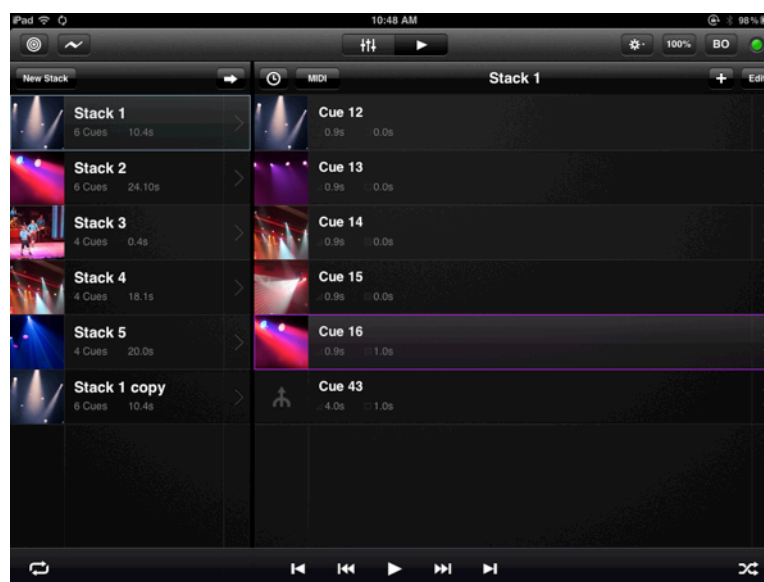 iPad 10:48 AM 98%
100% BO
New Stack MIDI Stack 1 Edit
Stack 1
6 Cues 10.4s
Stack 2
6 Cues 24.10s
Stack 3
4 Cues 0.4s
Stack 4
4 Cues 18.1s
Stack 5
4 Cues 20.0s
Stack 1 copy
6 Cues 10.4s
Cue 12
0.9s 0.0s
Cue 13
0.9s 0.0s
Cue 14
0.9s 0.0s
Cue 15
0.9s 0.0s
Cue 16
0.9s 1.0s
Cue 43
4.0s 1.0s